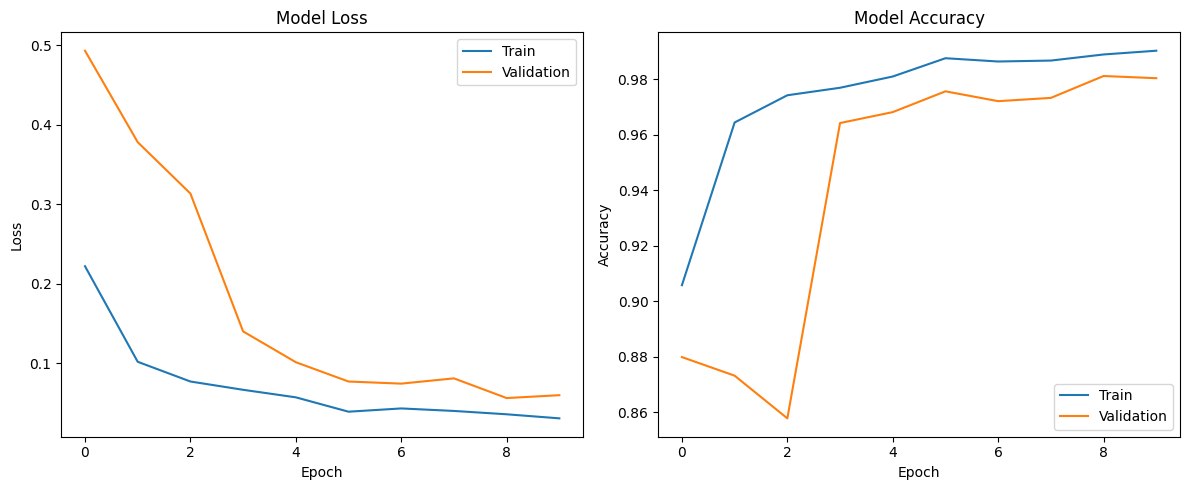 Model Loss
Loss
0.5
0.4
0.3
0.2
0.1
0 2 4 6 8
Epoch
Train
Validation
Model Accuracy
Accuracy
0.98
0.96
0.94
0.92
0.90
0.88
0.86
0 2 4 6 8
Epoch
Train
Validation